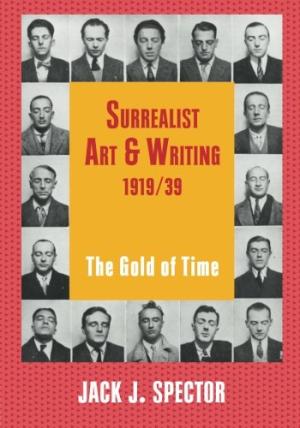 SURREALIST
ART & WRITING
1919/39
The Gold of Time
JACK J. SPECTOR